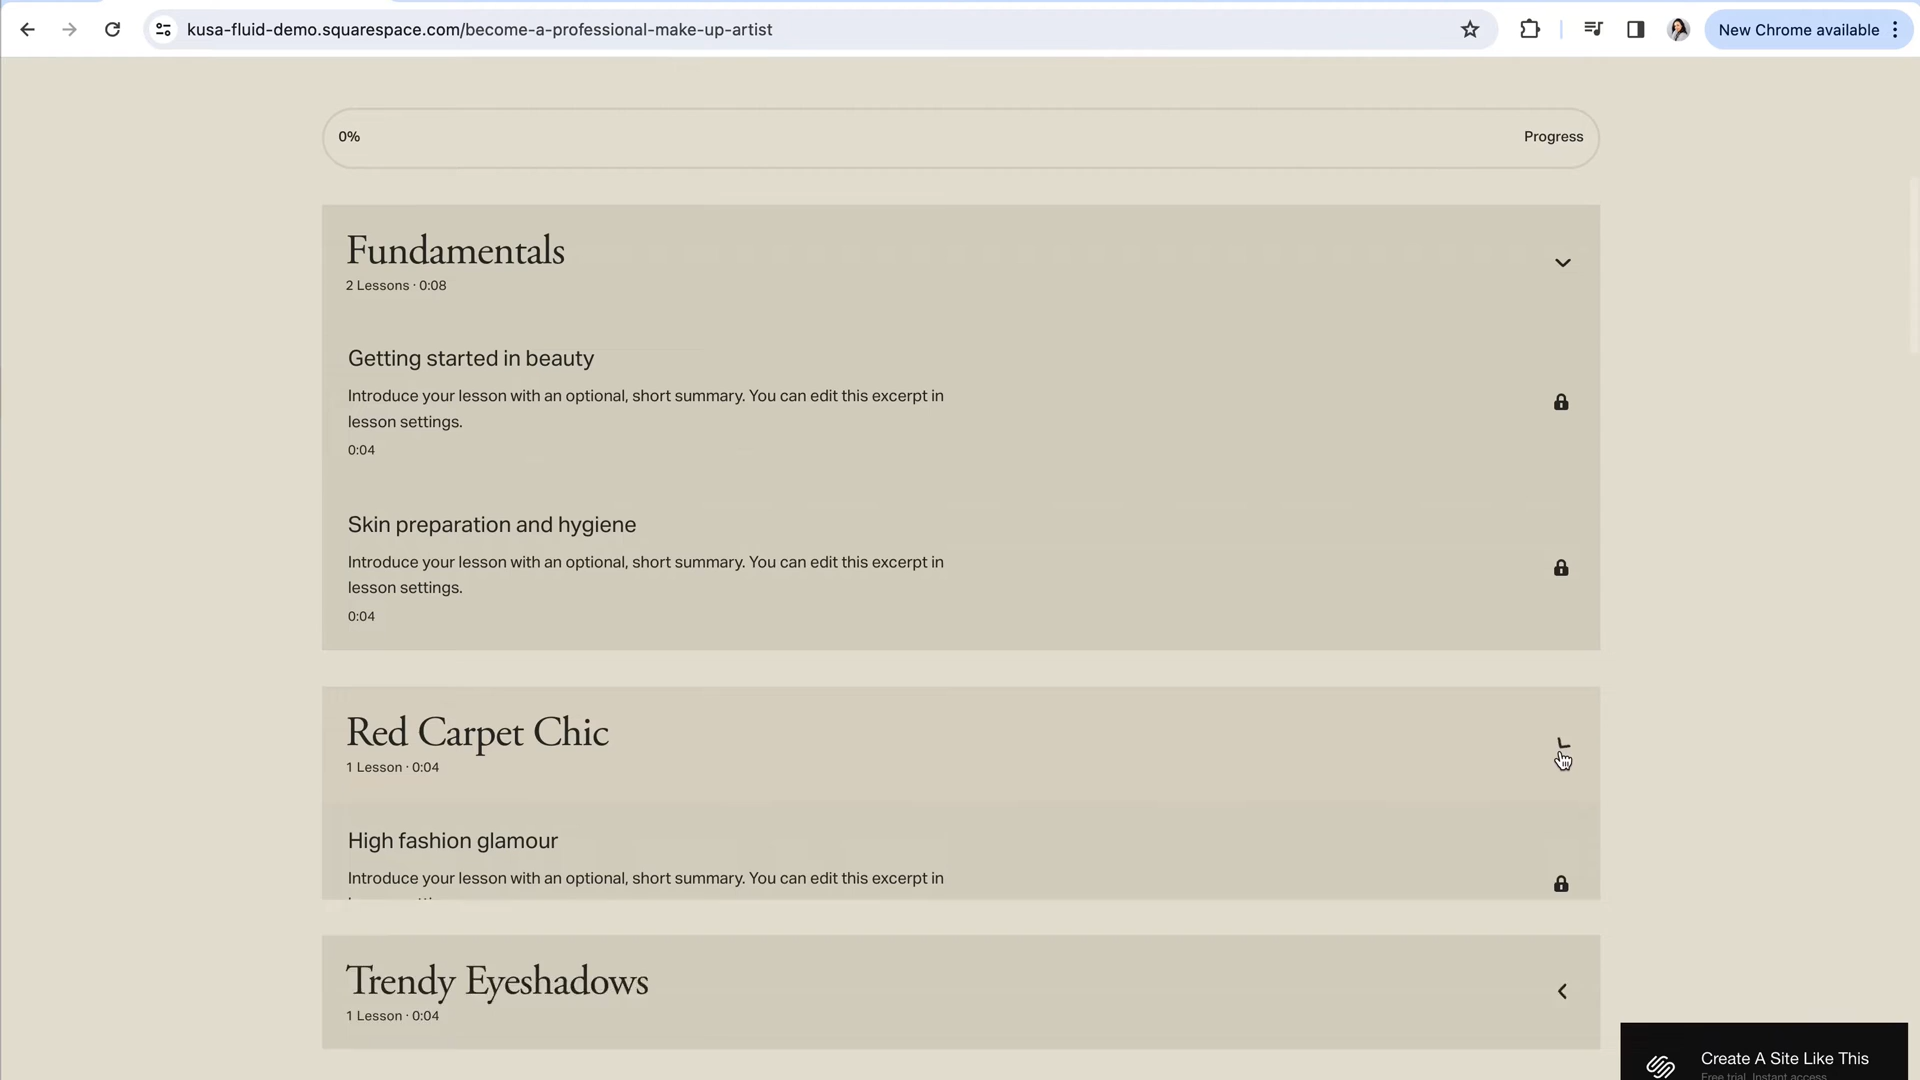 kusa-fluid-demo.squarespace.com/become-a-professional-make-up-artist
New Chrome available
0%
Progress
Fundamentals
2 Lessons · 0:08
Getting started in beauty
Introduce your lesson with an optional, short summary. You can edit this excerpt in
lesson settings.
0:04
Skin preparation and hygiene
Introduce your lesson with an optional, short summary. You can edit this excerpt in
lesson settings.
0:04
Red Carpet Chic
1 Lesson · 0:04
High fashion glamour
Introduce your lesson with an optional, short summary. You can edit this excerpt in
Trendy Eyeshadows
1 Lesson · 0:04
Create A Site Like This
Free trial. Instant access.